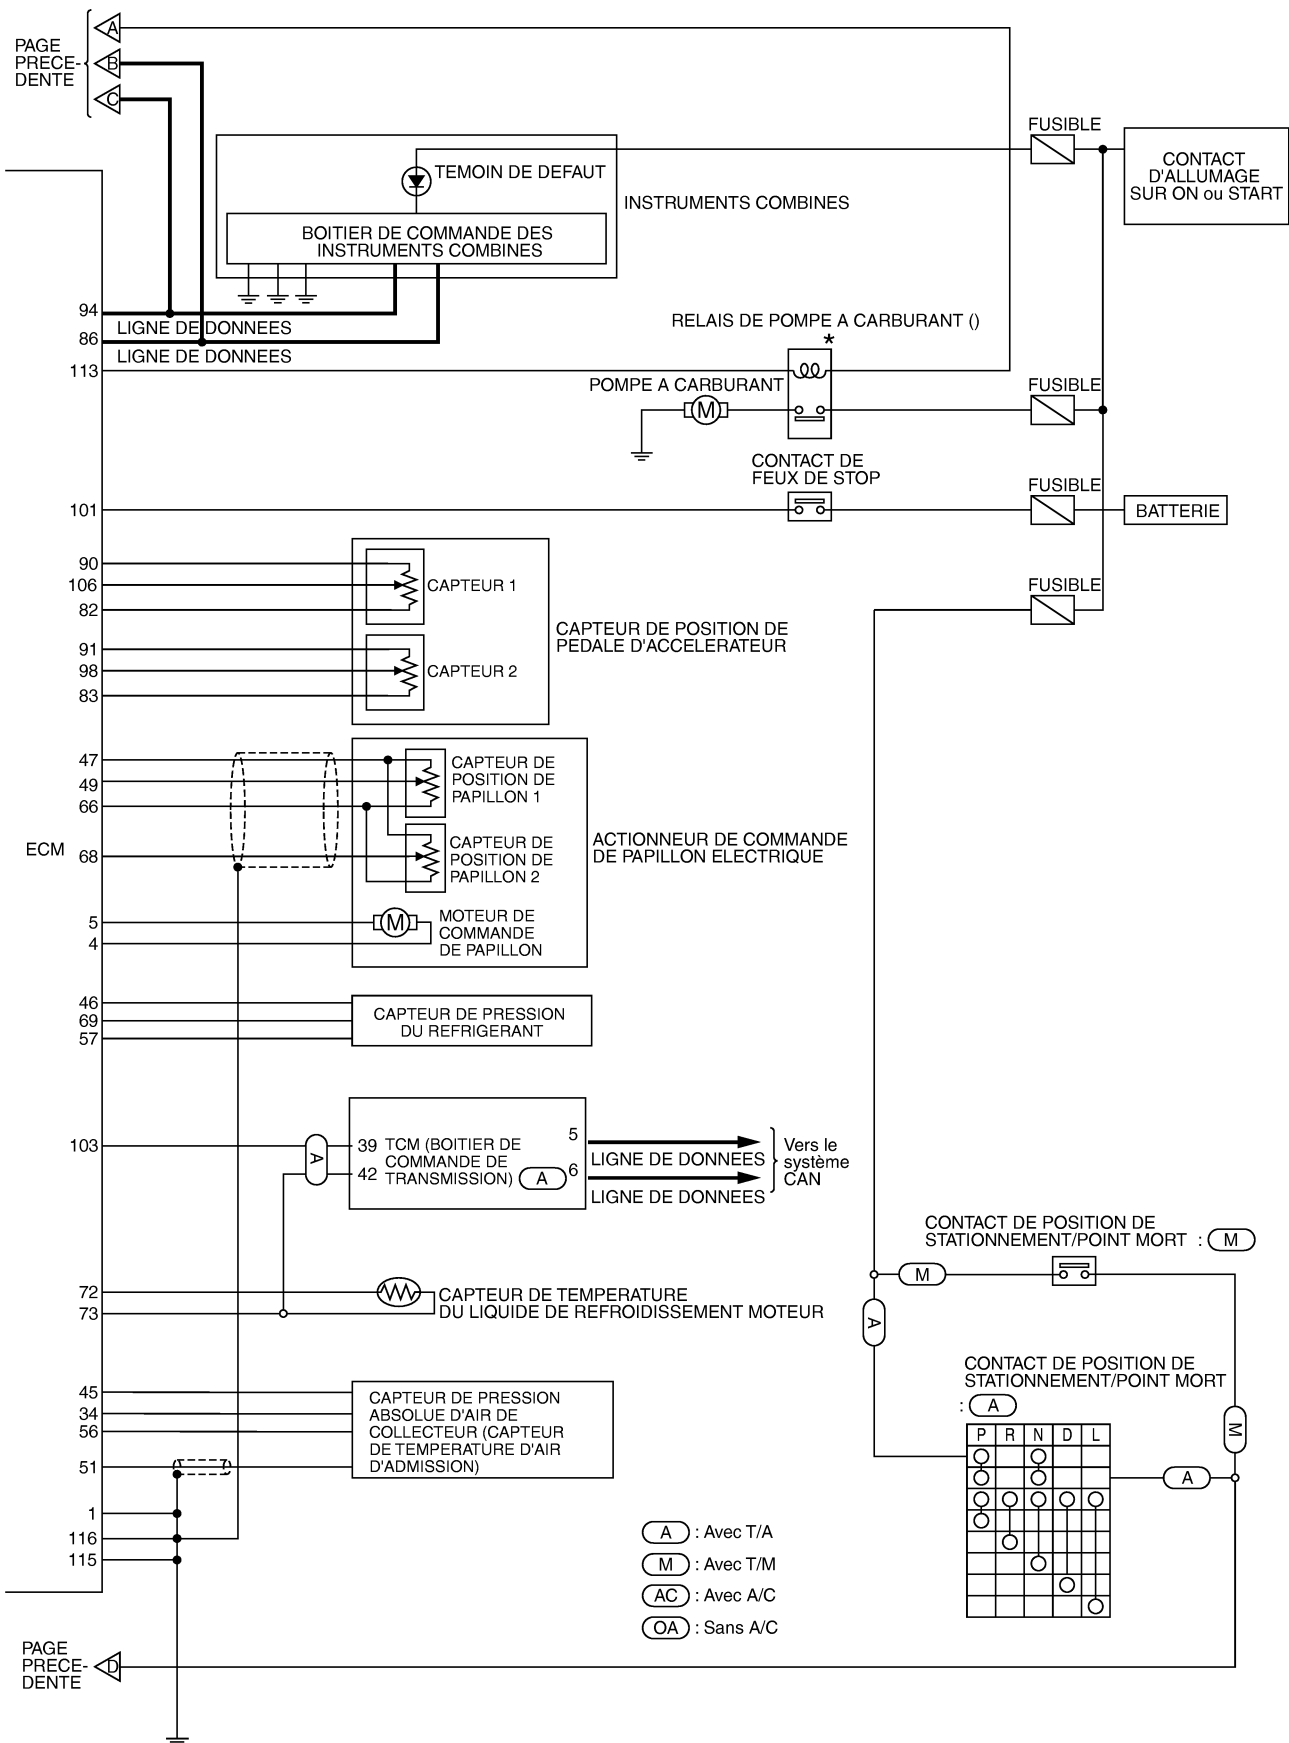 A
PAGE
PRECE-
DENTE
B
C
FUSIBLE
CONTACT
D'ALLUMAGE
SUR ON ou START
TEMOIN DE DEFAUT
INSTRUMENTS COMBINES
BOITIER DE COMMANDE DES
INSTRUMENTS COMBINES
94
LIGNE DE DONNEES
86
LIGNE DE DONNEES
113
RELAIS DE POMPE A CARBURANT ()
*
POMPE A CARBURANT
M
FUSIBLE
CONTACT DE
FEUX DE STOP
FUSIBLE
101
BATTERIE
90
106
82
CAPTEUR 1
FUSIBLE
91
98
83
CAPTEUR 2
CAPTEUR DE POSITION DE
PEDALE D'ACCELERATEUR
47
49
66
CAPTEUR DE
POSITION DE
PAPILLON 1
ECM
68
CAPTEUR DE
POSITION DE
PAPILLON 2
ACTIONNEUR DE COMMANDE
DE PAPILLON ELECTRIQUE
5
4
M
MOTEUR DE
COMMANDE
DE PAPILLON
46
69
57
CAPTEUR DE PRESSION
DU REFRIGERANT
103
A
39
42
TCM (BOITIER DE
COMMANDE DE
TRANSMISSION)
A
5
6
LIGNE DE DONNEES
LIGNE DE DONNEES
Vers le
système
CAN
CONTACT DE POSITION DE
STATIONNEMENT/POINT MORT : M
M
A
72
73
CAPTEUR DE TEMPERATURE
DU LIQUIDE DE REFROIDISSEMENT MOTEUR
CONTACT DE POSITION DE
STATIONNEMENT/POINT MORT
: A
P R N D L
M
A
45
34
56
51
CAPTEUR DE PRESSION
ABSOLUE D'AIR DE
COLLECTEUR (CAPTEUR
DE TEMPERATURE D'AIR
D'ADMISSION)
1
116
115
A : Avec T/A
M : Avec T/M
AC : Avec A/C
OA : Sans A/C
PAGE
PRECE-
DENTE
D